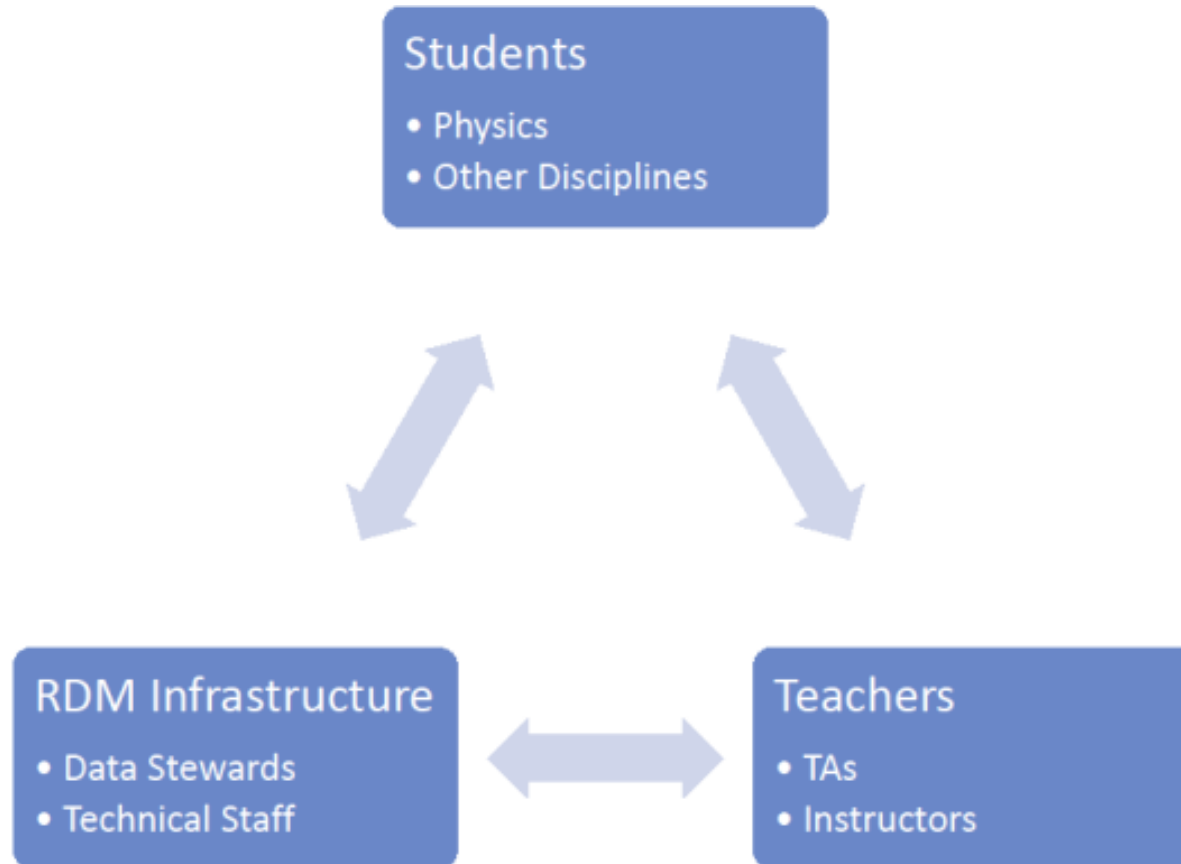 Students
• Physics
• Other Disciplines
RDM Infrastructure
• Data Stewards
• Technical Staff
Teachers
• TAs
• Instructors